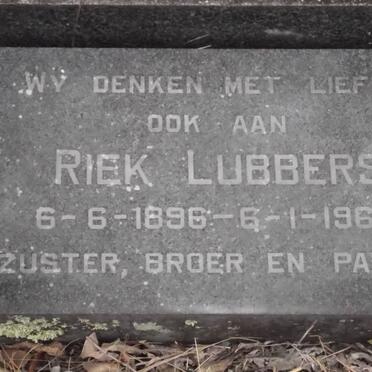 WY DENKEN MET LIEF
OOK AAN
RIEK LUBBERS
6-6-1896-6-1-196
ZUSTER, BROER EN PA